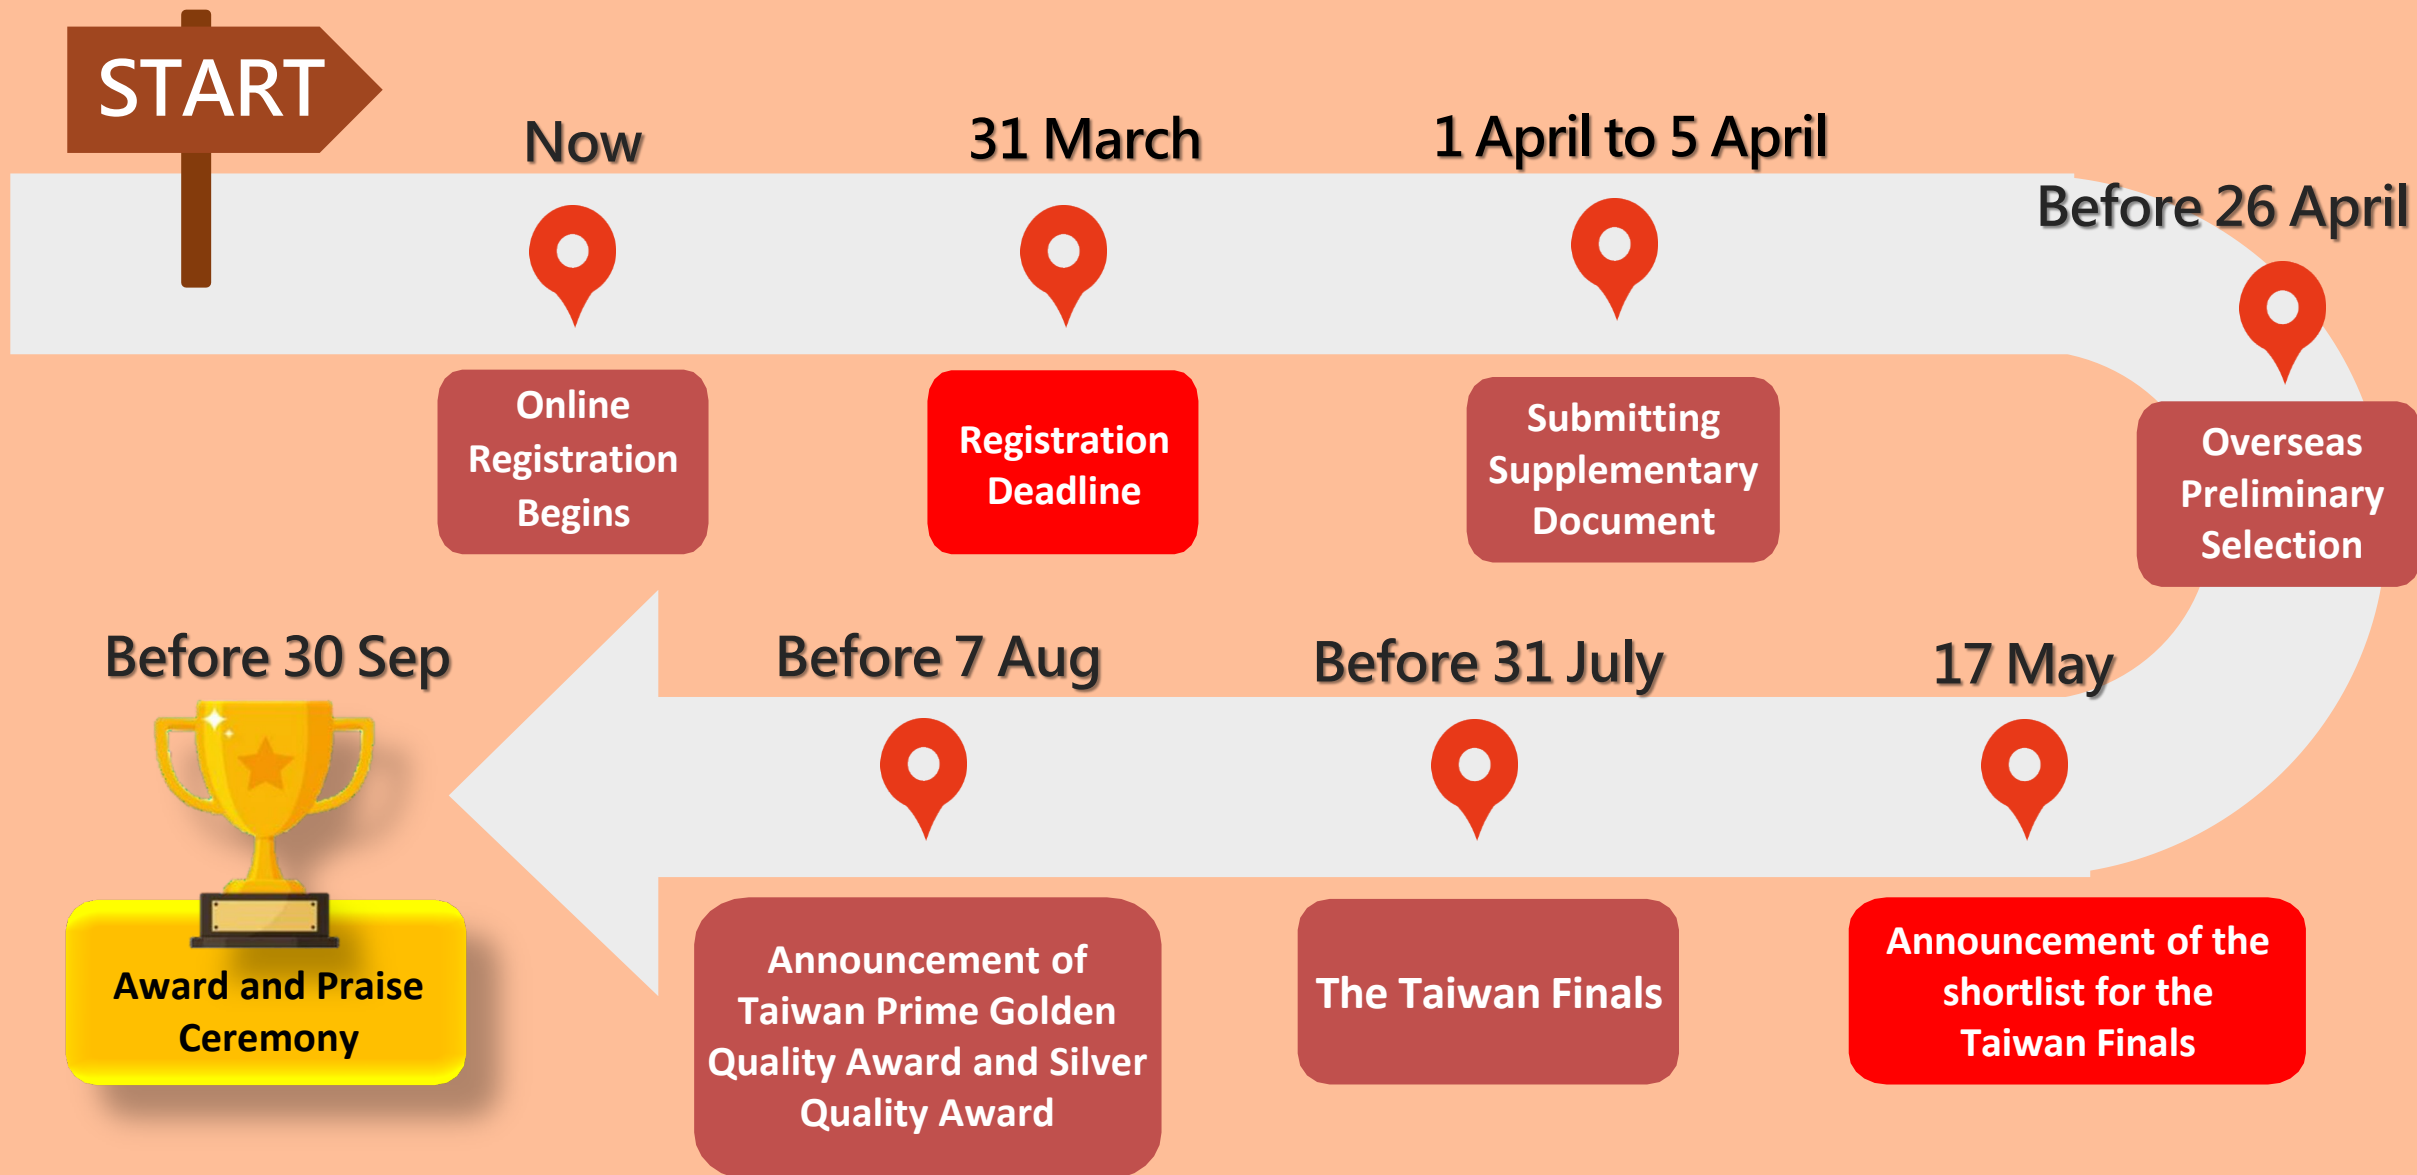 START
Now
Online
Registration
Begins
31 March
Registration
Deadline
1 April to 5 April
Submitting
Supplementary
Document
Before 26 April
Overseas
Preliminary
Selection
17 May
Announcement of the
shortlist for the
Taiwan Finals
Before 31 July
The Taiwan Finals
Before 7 Aug
Announcement of
Taiwan Prime Golden
Quality Award and Silver
Quality Award
Before 30 Sep
Award and Praise
Ceremony